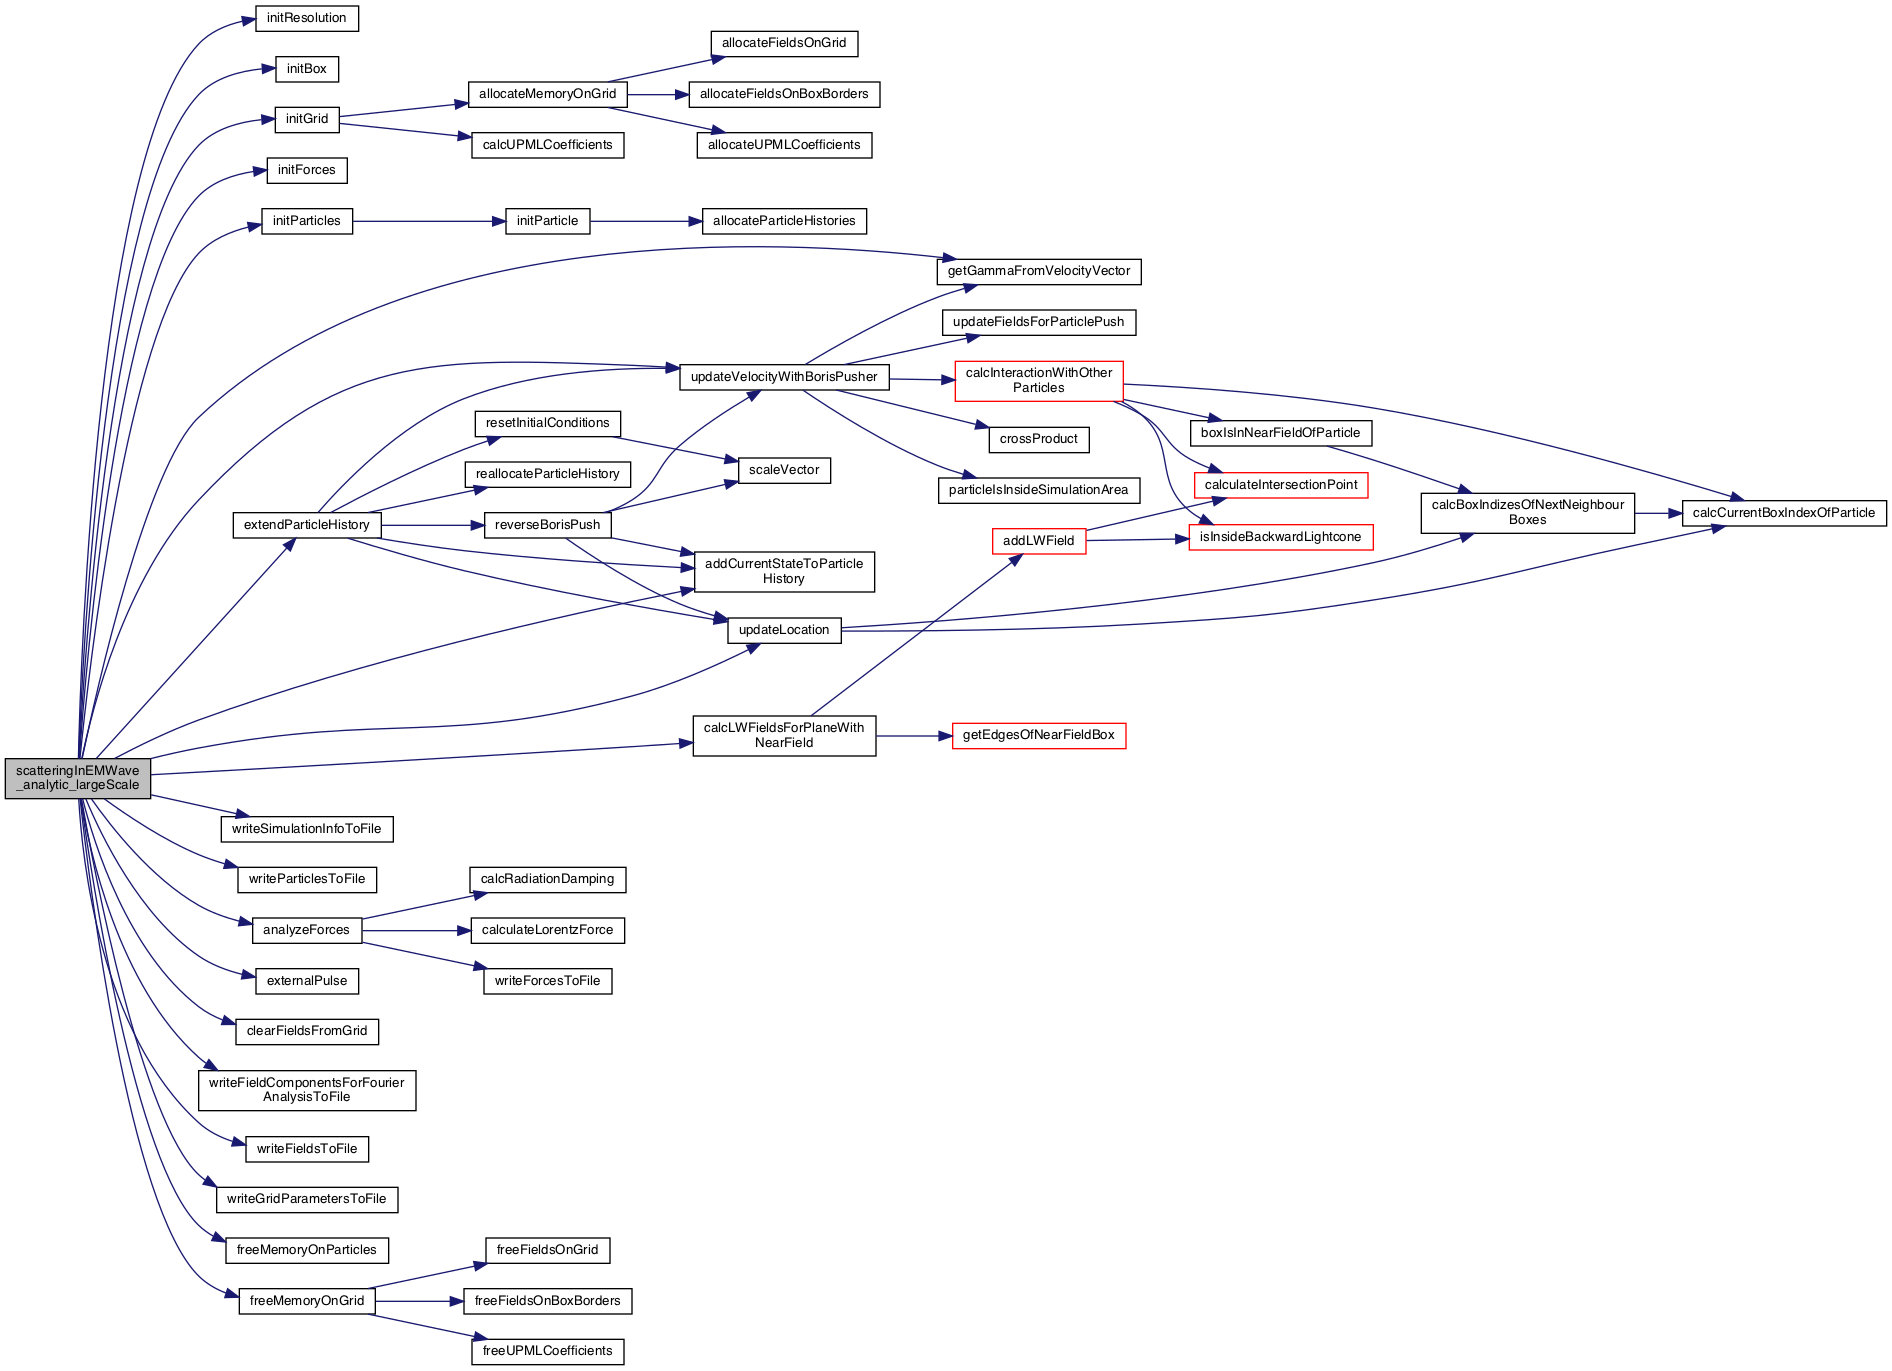 initResolution
allocateFieldsOnGrid
initBox
allocateMemoryOnGrid
allocateFieldsOnBoxBorders
initGrid
calcUPMLCoefficients
allocateUPMLCoefficients
initForces
initParticles
initParticle
allocateParticleHistories
getGammaFromVelocityVector
updateFieldsForParticlePush
updateVelocityWithBorisPusher
calcInteractionWithOther
Particles
resetInitialConditions
crossProduct
boxIsInNearFieldOfParticle
reallocateParticleHistory
scaleVector
particleIsInsideSimulationArea
calculateIntersectionPoint
extendParticleHistory
reverseBorisPush
calcBoxIndizesOfNextNeighbour
Boxes
calcCurrentBoxIndexOfParticle
addLWField
isInsideBackwardLightcone
addCurrentStateToParticle
History
updateLocation
calcLWFieldsForPlaneWith
NearField
getEdgesOfNearFieldBox
scatteringInEMWave
_analytic_largeScale
writeSimulationInfoToFile
writeParticlesToFile
calcRadiationDamping
analyzeForces
calculateLorentzForce
externalPulse
writeForcesToFile
clearFieldsFromGrid
writeFieldComponentsForFourier
AnalysisToFile
writeFieldsToFile
writeGridParametersToFile
freeMemoryOnParticles
freeFieldsOnGrid
freeMemoryOnGrid
freeFieldsOnBoxBorders
freeUPMLCoefficients